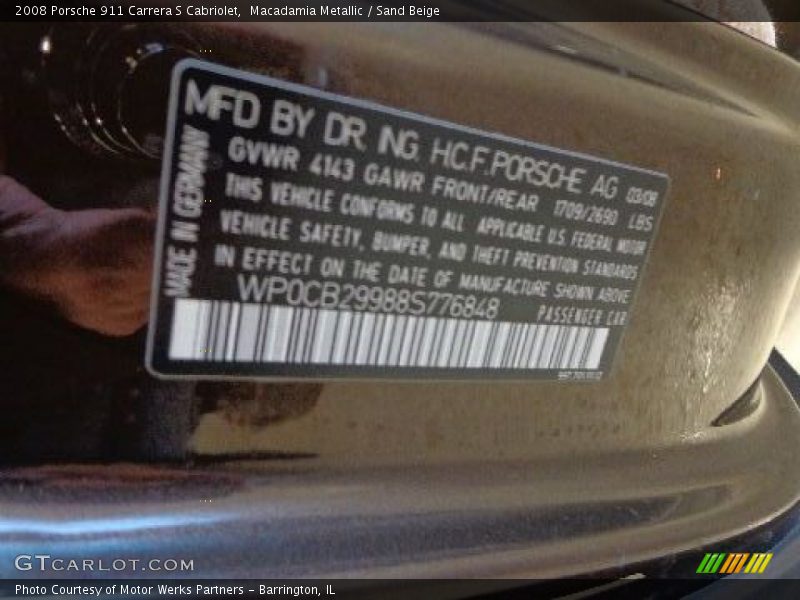 2008 Porsche 911 Carrera S Cabriolet, Macadamia Metallic / Sand Beige
MFD BY DR. ING. H.C.F. PORSCHE AG 03/08
GVWR 4143 GAWR FRONT/REAR 1709/2690 LBS
THIS VEHICLE CONFORMS TO ALL APPLICABLE U.S. FEDERAL MOTOR
VEHICLE SAFETY, BUMPER, AND THEFT PREVENTION STANDARDS
IN EFFECT ON THE DATE OF MANUFACTURE SHOWN ABOVE
WP0CB29988S776848 PASSENGER CAR
MADE IN GERMANY
GTCARLOT.COM
Photo Courtesy of Motor Werks Partners - Barrington, IL